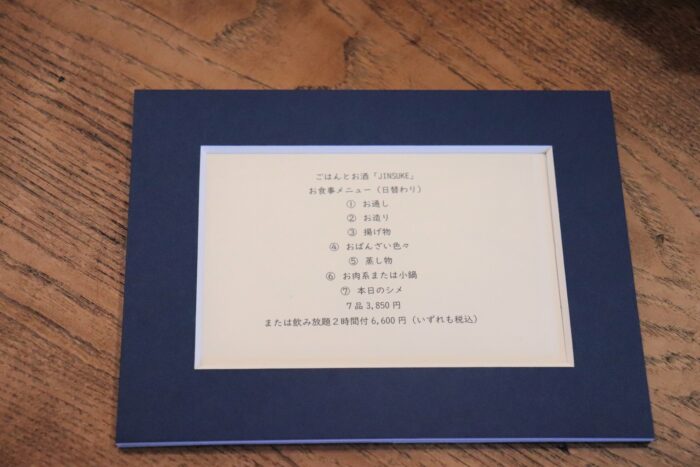 ごはんとお酒「JINSUKE」
お食事メニュー(日替わり)
① お通し
② お造り
③ 揚げ物
④ おばんざい色々
⑤ 蒸し物
⑥ お肉系または小鍋
⑦ 本日のシメ
7品3,850円
または飲み放題2時間付6,600円(いずれも税込)